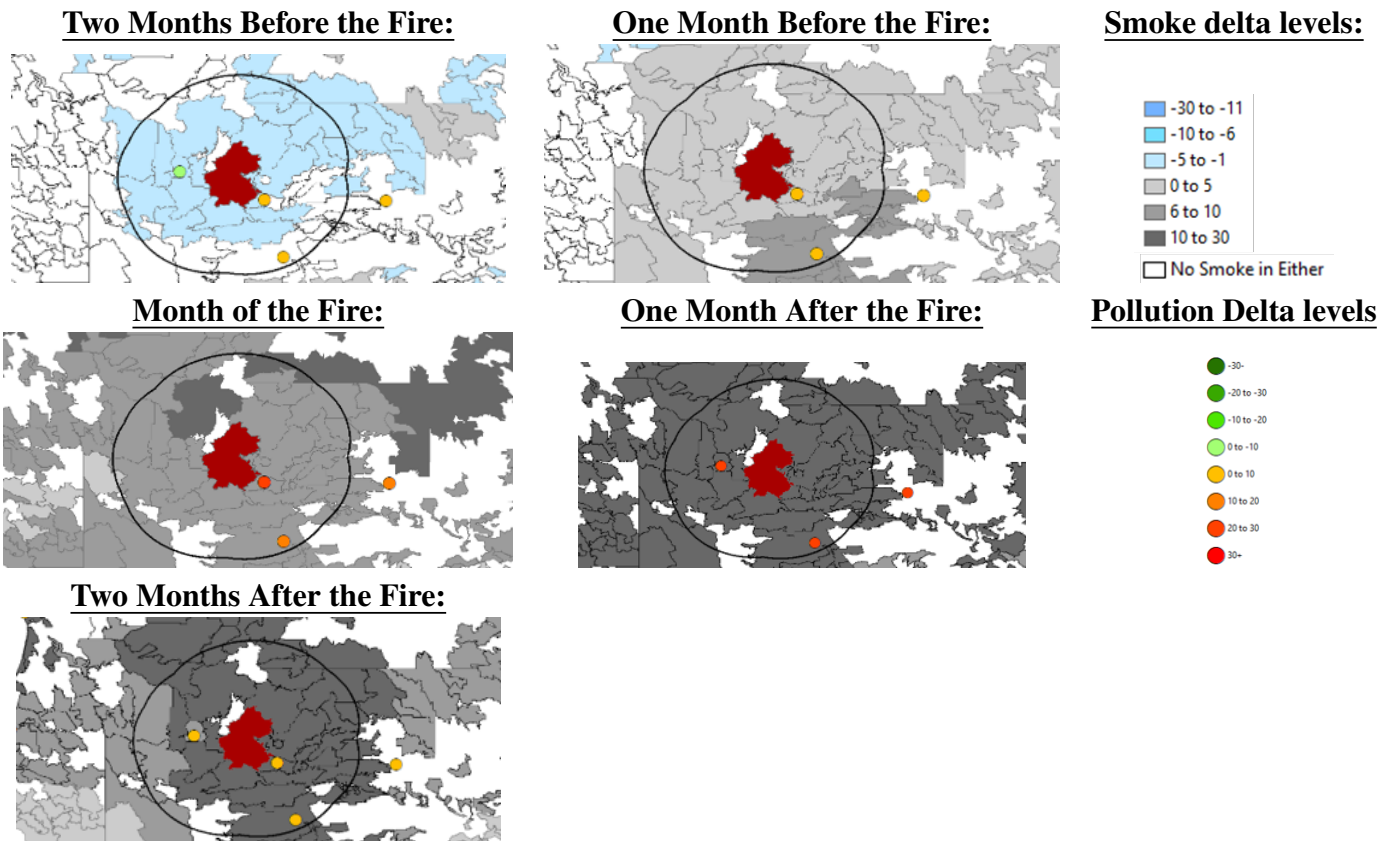 Two Months Before the Fire:
One Month Before the Fire:
Smoke delta levels:
-30 to -11
-10 to -6
-5 to -1
0 to 5
6 to 10
10 to 30
No Smoke in Either
Month of the Fire:
One Month After the Fire:
Pollution Delta levels
-30-
-20 to -30
-10 to -20
0 to -10
0 to 10
10 to 20
20 to 30
30+
Two Months After the Fire: